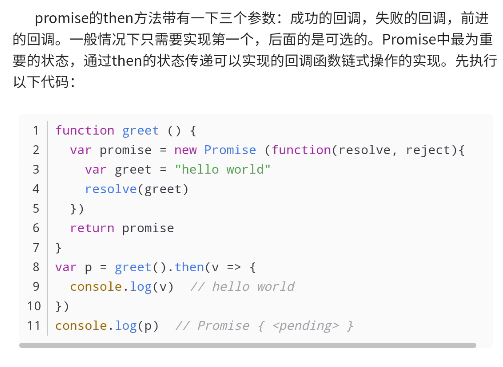 promise的then方法带有一下三个参数：成功的回调，失败的回调，前进
的回调。一般情况下只需要实现第一个，后面的是可选的。Promise中最为重
要的状态，通过then的状态传递可以实现的回调函数链式操作的实现。先执行
以下代码：
1 function greet () {
2   var promise = new Promise (function(resolve, reject){
3     var greet = "hello world"
4     resolve(greet)
5   })
6   return promise
7 }
8 var p = greet().then(v => {
9   console.log(v)  // hello world
10 })
11 console.log(p)  // Promise { <pending> }